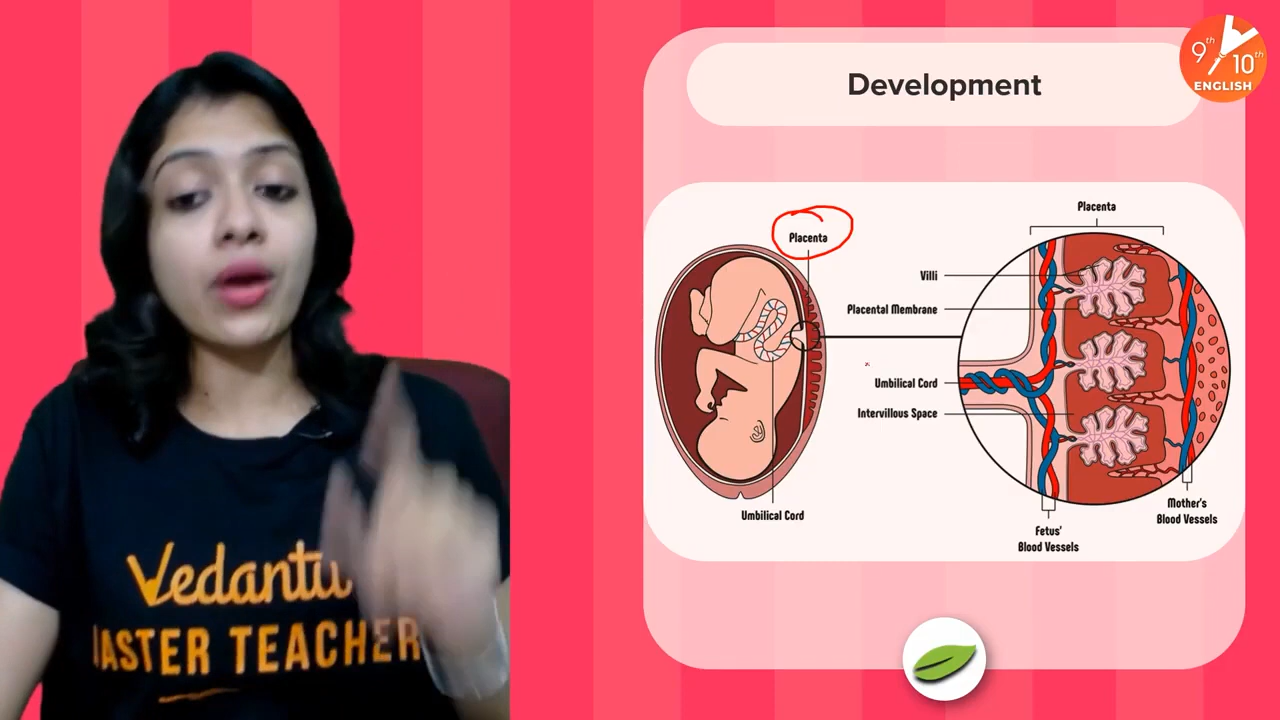 Vedantu
MASTER TEACHER
Development
9th
10th
ENGLISH
Placenta
Umbilical Cord
Placenta
Villi
Placental Membrane
Umbilical Cord
Intervillous Space
Fetus'
Blood Vessels
Mother's
Blood Vessels